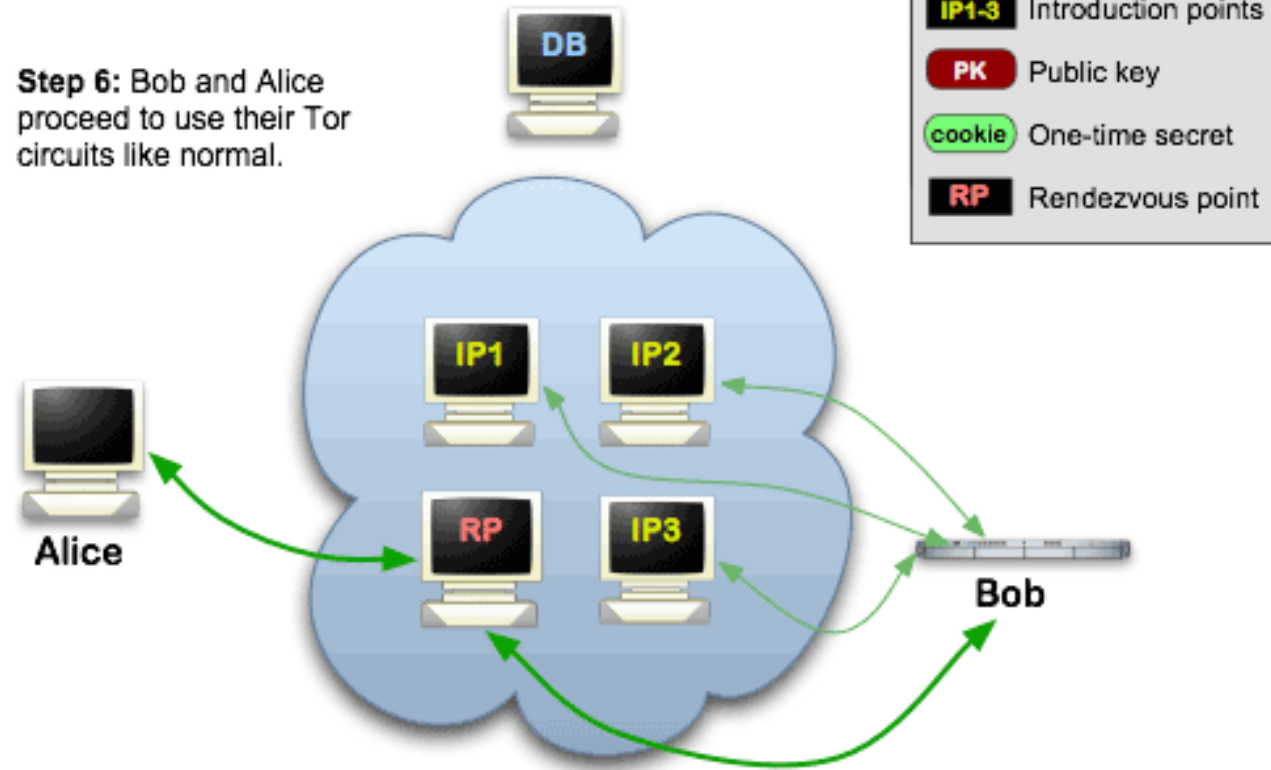 DB
Step 6: Bob and Alice
proceed to use their Tor
circuits like normal.
IP1-3 Introduction points
PK Public key
cookie One-time secret
RP Rendezvous point
IP1
IP2
RP
IP3
Alice
Bob